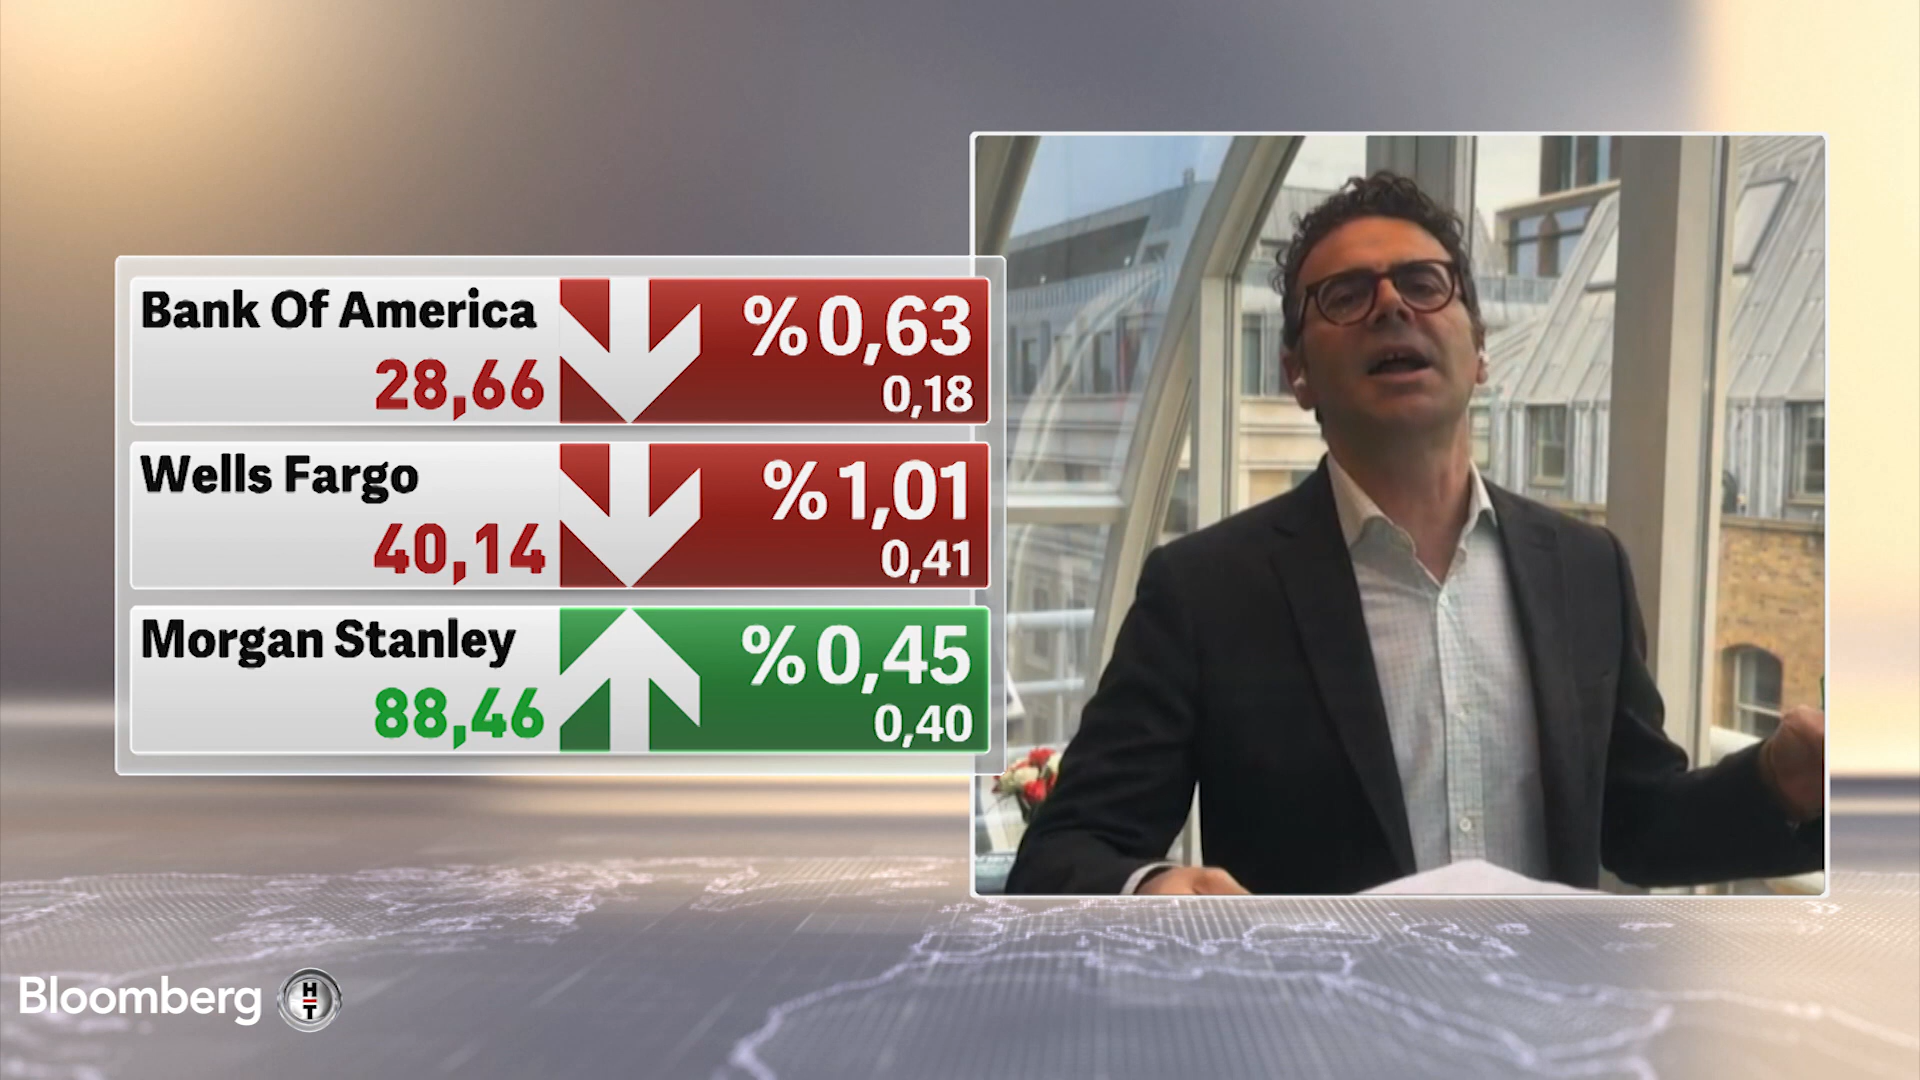 Bank Of America
28,66
%0,63
0,18
Wells Fargo
40,14
%1,01
0,41
Morgan Stanley
88,46
%0,45
0,40
Bloomberg HT